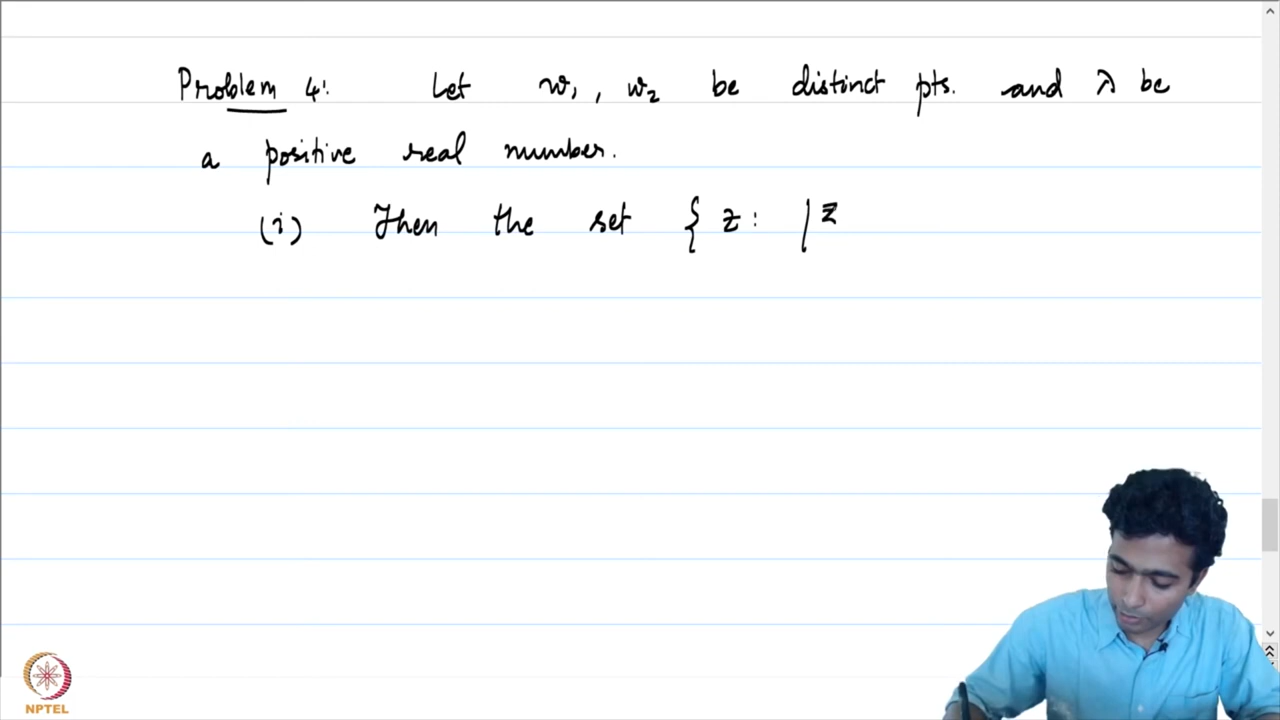 Problem 4: Let w₁, w₂ be distinct pts. and λ be
a positive real number.
(i) Then the set { z : | z
NPTEL